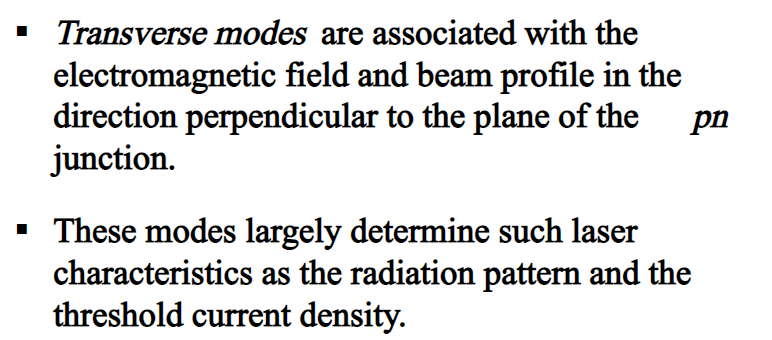 ▪ Transverse modes are associated with the
electromagnetic field and beam profile in the
direction perpendicular to the plane of the pn
junction.
▪ These modes largely determine such laser
characteristics as the radiation pattern and the
threshold current density.